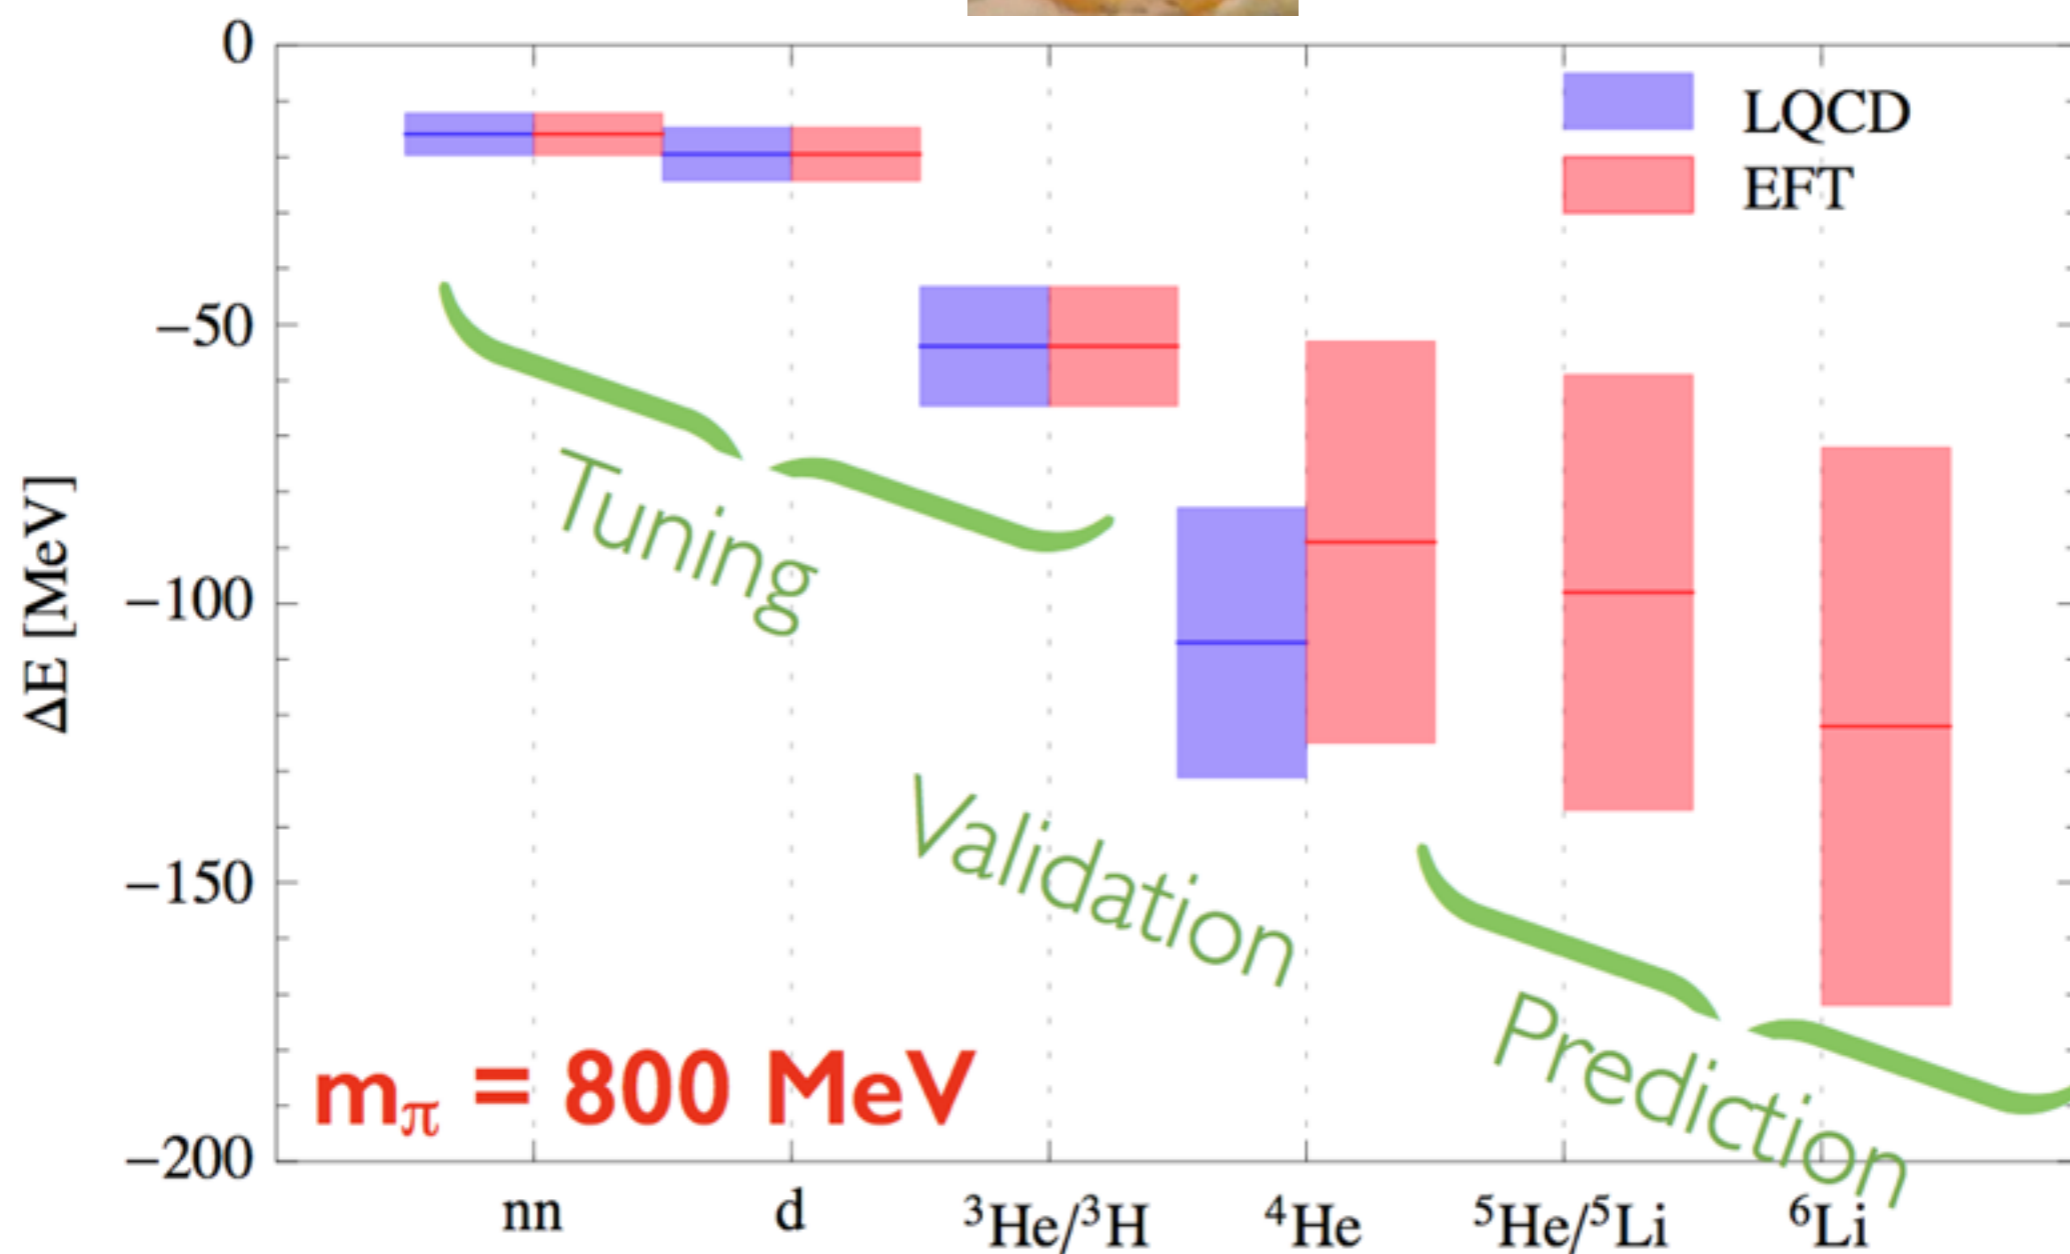 0
−50
−100
−150
−200
ΔE [MeV]
LQCD
EFT
Tuning
Validation
Prediction
mπ = 800 MeV
nn
d
³He/³H
⁴He
⁵He/⁵Li
⁶Li